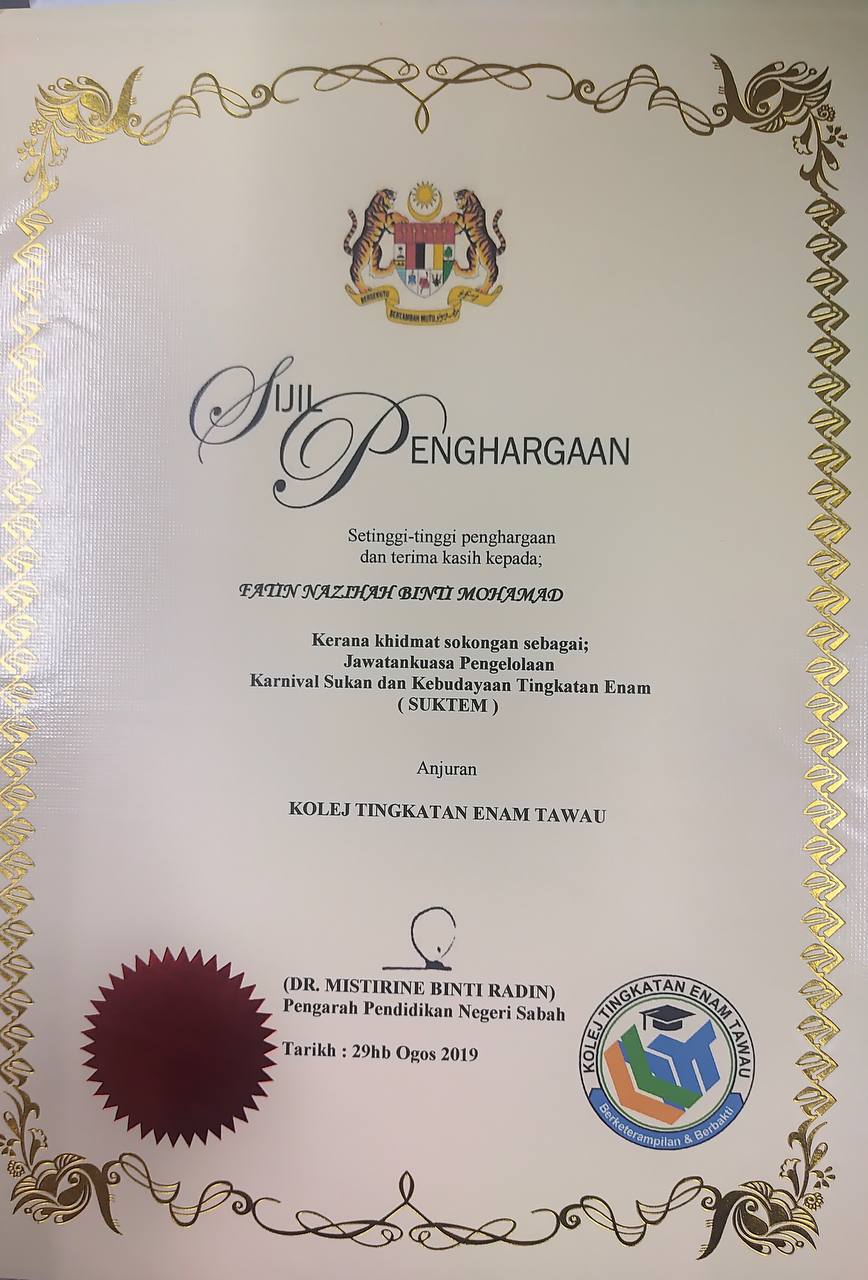 BERSEKUTU
BERTAMBAH MUTU
SIJIL
PENGHARGAAN
Setinggi-tinggi penghargaan
dan terima kasih kepada;
FATIN NAZIHAH BINTI MOHAMAD
Kerana khidmat sokongan sebagai;
Jawatankuasa Pengelolaan
Karnival Sukan dan Kebudayaan Tingkatan Enam
( SUKTEM )
Anjuran
KOLEJ TINGKATAN ENAM TAWAU
(DR. MISTIRINE BINTI RADIN)
Pengarah Pendidikan Negeri Sabah
Tarikh : 29hb Ogos 2019
KOLEJ TINGKATAN ENAM TAWAU
Berketerampilan & Berbakti